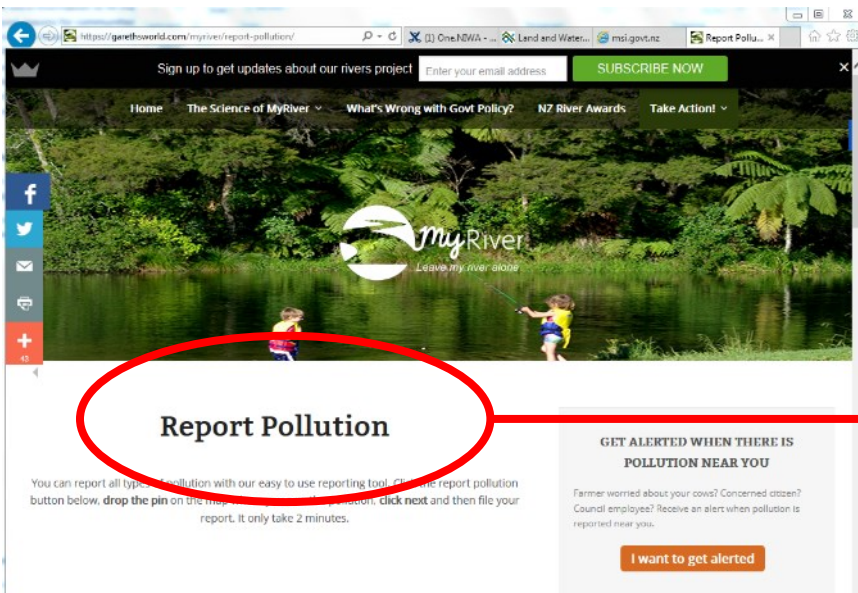 https://garethsworld.com/myriver/report-pollution/
(1) One.NIWA - ...
Land and Water...
msi.govt.nz
Report Pollu...
Sign up to get updates about our rivers project
Enter your email address
SUBSCRIBE NOW
Home
The Science of MyRiver
What's Wrong with Govt Policy?
NZ River Awards
Take Action!
MyRiver
Leave my river alone
43
Report Pollution
You can report all types of pollution with our easy to use reporting tool. Click the report pollution
button below, drop the pin on the map pollution, click next and then file your
report. It only take 2 minutes.
GET ALERTED WHEN THERE IS
POLLUTION NEAR YOU
Farmer worried about your cows? Concerned citizen?
Council employee? Receive an alert when pollution is
reported near you.
I want to get alerted